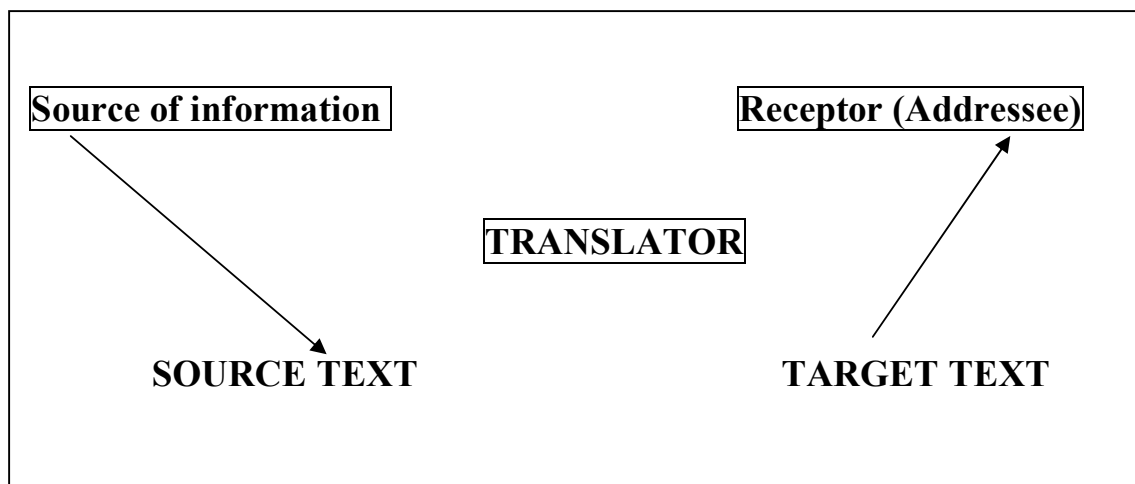 Source of information
Receptor (Addressee)
TRANSLATOR
SOURCE TEXT
TARGET TEXT